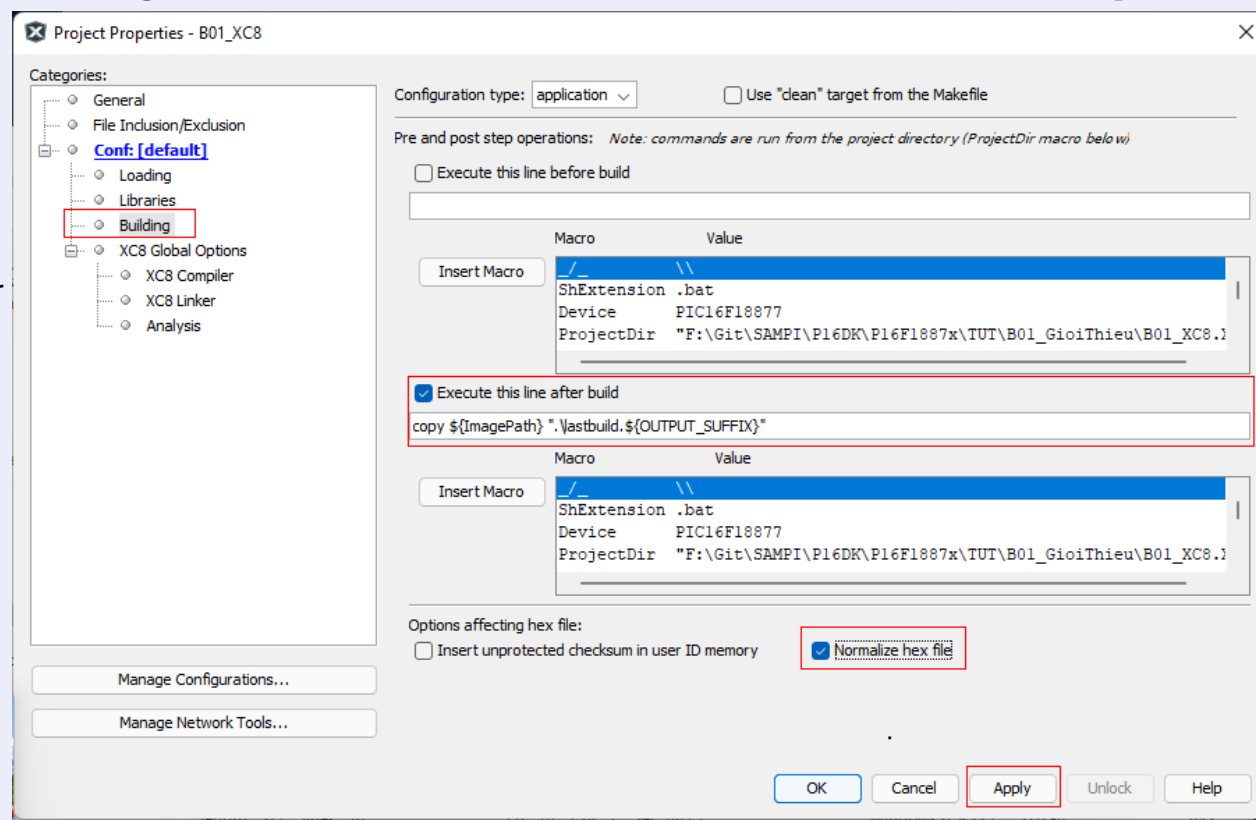 Project Properties - B01_XC8
Categories:
General
File Inclusion/Exclusion
Conf: [default]
Loading
Libraries
Building
XC8 Global Options
XC8 Compiler
XC8 Linker
Analysis
Manage Configurations...
Manage Network Tools...
Configuration type: application
Use "clean" target from the Makefile
Pre and post step operations: Note: commands are run from the project directory (ProjectDir macro below)
Execute this line before build
Macro Value
Insert Macro
_/_ \\
ShExtension .bat
Device PIC16F18877
ProjectDir "F:\Git\SAMPI\P16DK\P16F1887x\TUT\B01_GioiThieu\B01_XC8.
Execute this line after build
copy ${ImagePath} ".\lastbuild.${OUTPUT_SUFFIX}"
Macro Value
Insert Macro
_/_ \\
ShExtension .bat
Device PIC16F18877
ProjectDir "F:\Git\SAMPI\P16DK\P16F1887x\TUT\B01_GioiThieu\B01_XC8.
Options affecting hex file:
Insert unprotected checksum in user ID memory
Normalize hex file
OK Cancel Apply Unlock Help